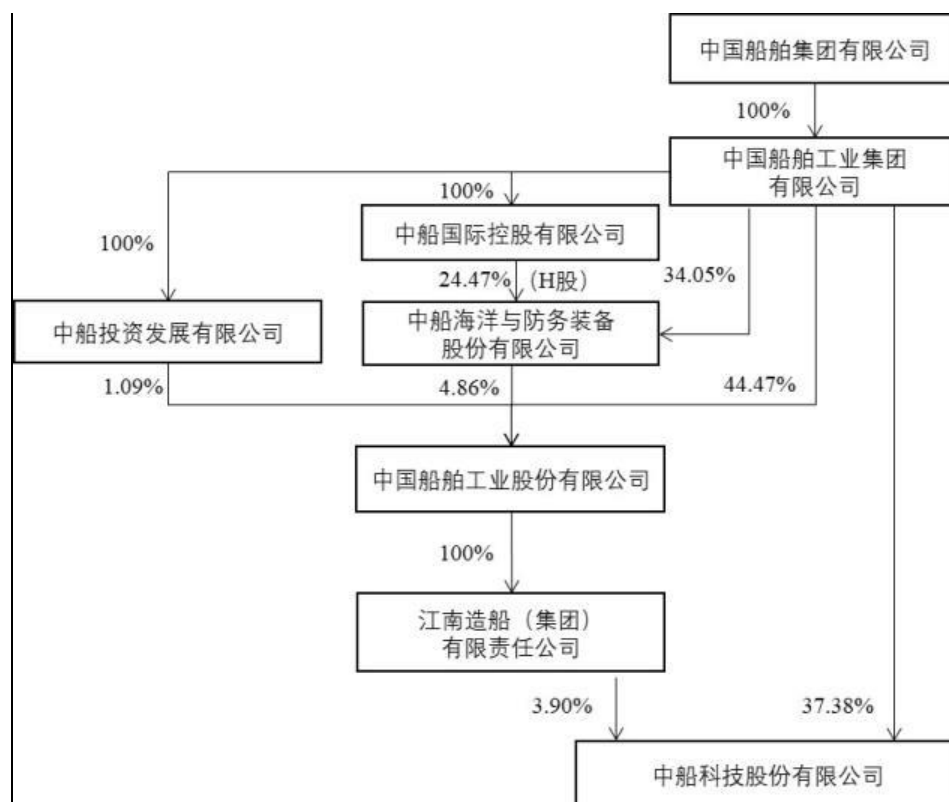 中国船舶集团有限公司
100%
中国船舶工业集团
有限公司
100%
100%
中船国际控股有限公司
24.47%
(H股)
34.05%
中船投资发展有限公司
中船海洋与防务装备
股份有限公司
1.09%
4.86%
44.47%
中国船舶工业股份有限公司
100%
江南造船（集团）
有限责任公司
3.90%
37.38%
中船科技股份有限公司